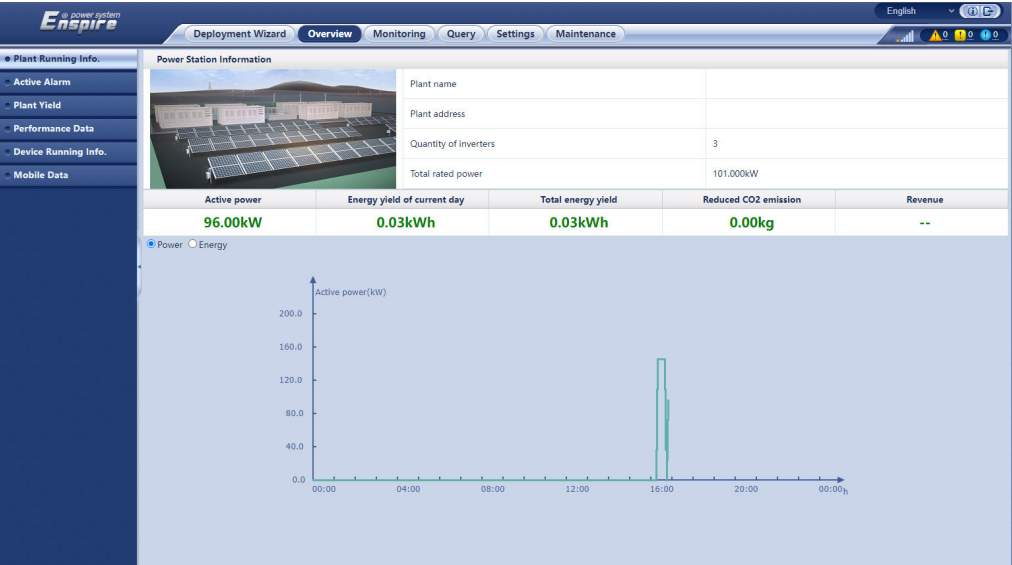 power system
Enspire
English
Deployment Wizard Overview Monitoring Query Settings Maintenance
0 0 0
Plant Running Info.
Active Alarm
Plant Yield
Performance Data
Device Running Info.
Mobile Data
Power Station Information
Plant name
Plant address
Quantity of inverters 3
Total rated power 101.000kW
Active power Energy yield of current day Total energy yield Reduced CO2 emission Revenue
96.00kW 0.03kWh 0.03kWh 0.00kg --
Power Energy
Active power(kW)
200.0
160.0
120.0
80.0
40.0
0.0
00:00 04:00 08:00 12:00 16:00 20:00 00:00 h